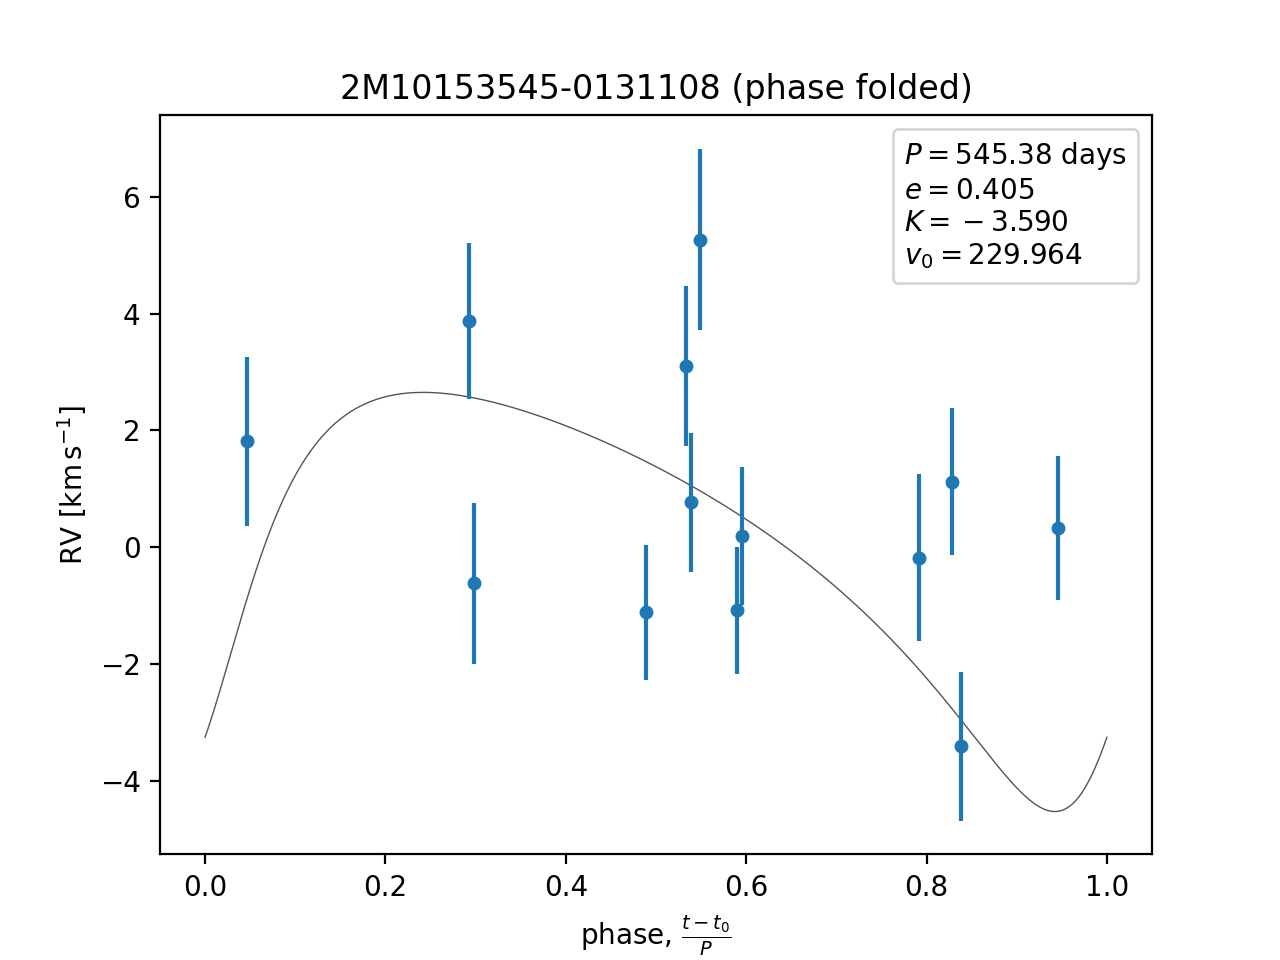 2M10153545-0131108 (phase folded)
P = 545.38 days
e = 0.405
K = −3.590
v₀ = 229.964
RV [km s⁻¹]
6
4
2
0
−2
−4
0.0 0.2 0.4 0.6 0.8 1.0
phase, (t − t₀)/P